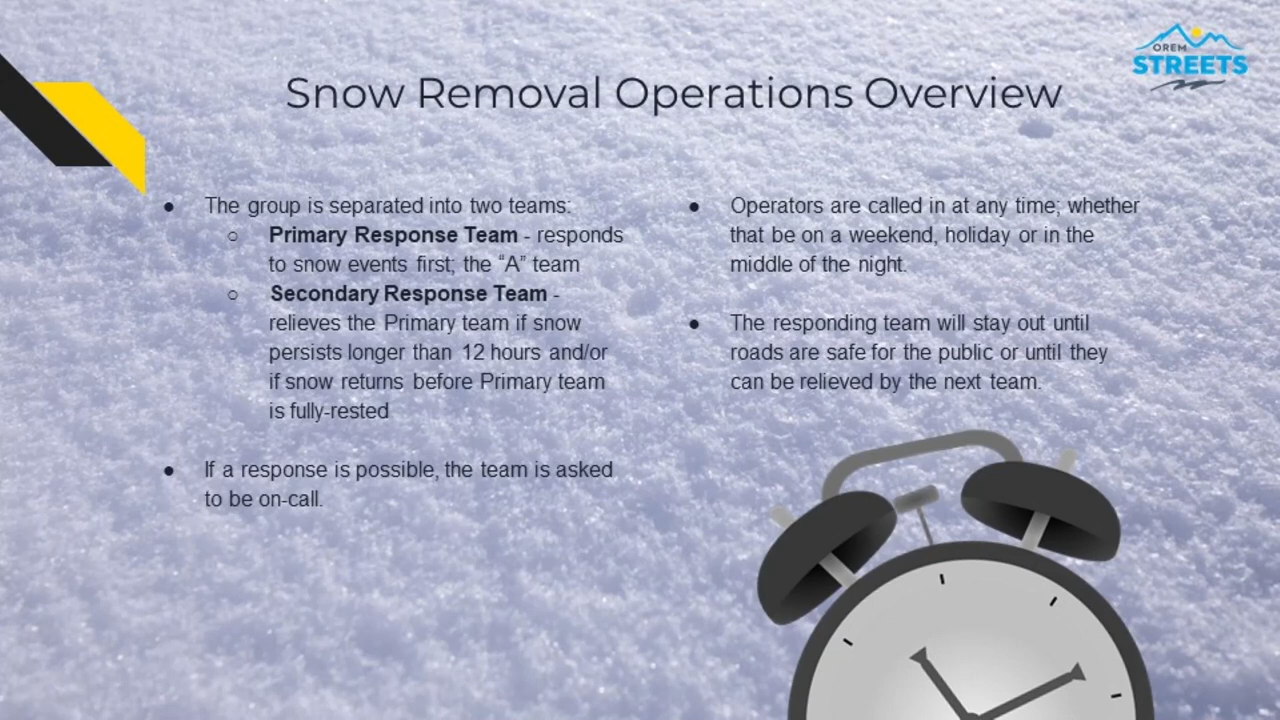 OREM
STREETS
Snow Removal Operations Overview
● The group is separated into two teams:
○ Primary Response Team - responds
to snow events first; the “A” team
○ Secondary Response Team -
relieves the Primary team if snow
persists longer than 12 hours and/or
if snow returns before Primary team
is fully-rested
● If a response is possible, the team is asked
to be on-call.
● Operators are called in at any time; whether
that be on a weekend, holiday or in the
middle of the night.
● The responding team will stay out until
roads are safe for the public or until they
can be relieved by the next team.